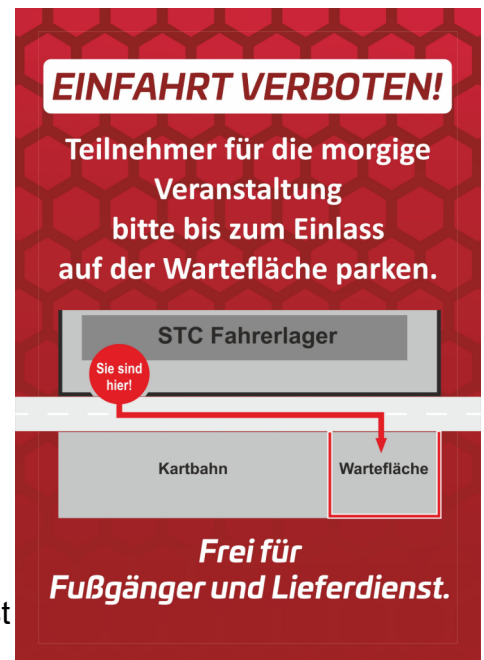 EINFAHRT VERBOTEN!
Teilnehmer für die morgige
Veranstaltung
bitte bis zum Einlass
auf der Wartefläche parken.
STC Fahrerlager
Sie sind
hier!
Kartbahn
Wartefläche
Frei für
Fußgänger und Lieferdienst.